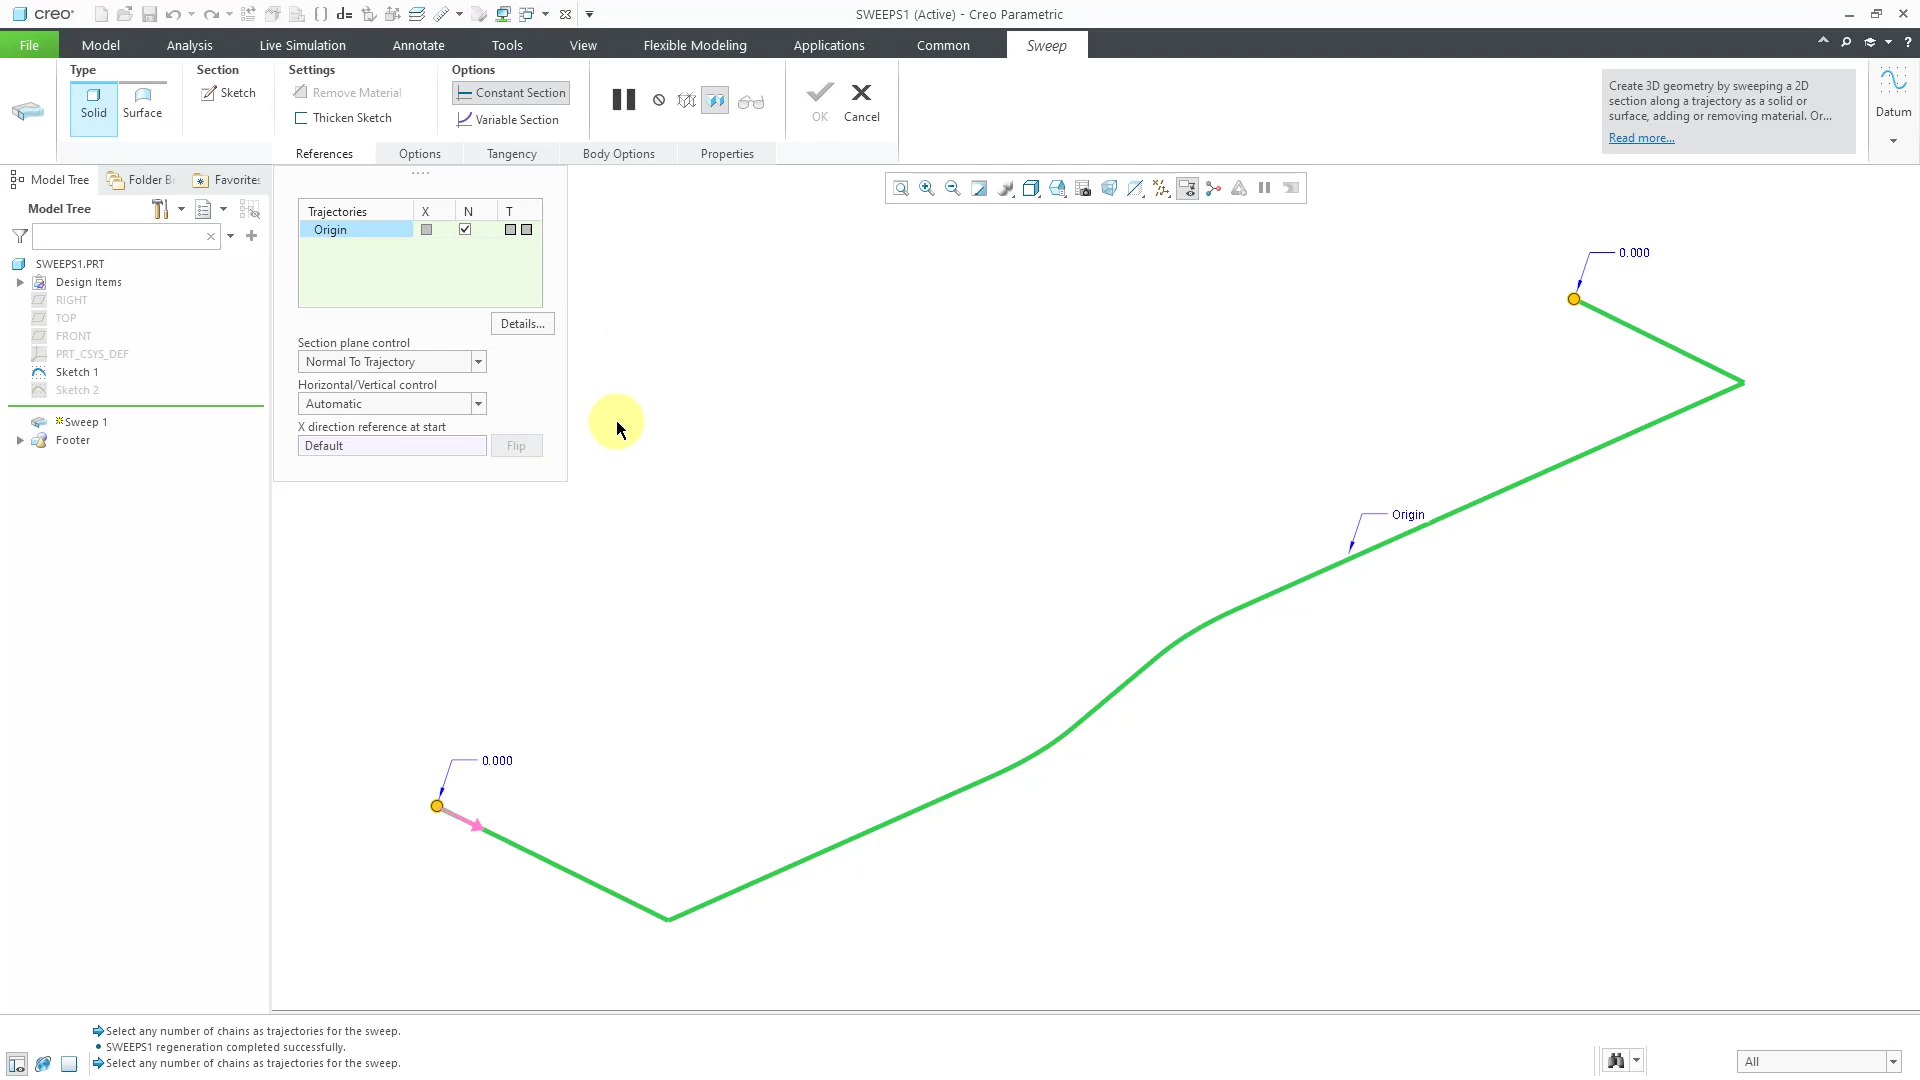 creo
SWEEPS1 (Active) - Creo Parametric
File Model Analysis Live Simulation Annotate Tools View Flexible Modeling Applications Common Sweep
Type Section Settings Options
Solid Surface
Sketch
Remove Material
Thicken Sketch
Constant Section
Variable Section
OK Cancel
Create 3D geometry by sweeping a 2D
section along a trajectory as a solid or
surface, adding or removing material. Or...
Read more...
Datum
References Options Tangency Body Options Properties
Model Tree Folder Br Favorites
Model Tree
SWEEPS1.PRT
Design Items
RIGHT
TOP
FRONT
PRT_CSYS_DEF
Sketch 1
Sketch 2
Sweep 1
Footer
Trajectories X N T
Origin
Details...
Section plane control
Normal To Trajectory
Horizontal/Vertical control
Automatic
X direction reference at start
Default Flip
0.000
Origin
0.000
Select any number of chains as trajectories for the sweep.
• SWEEPS1 regeneration completed successfully.
Select any number of chains as trajectories for the sweep.
All